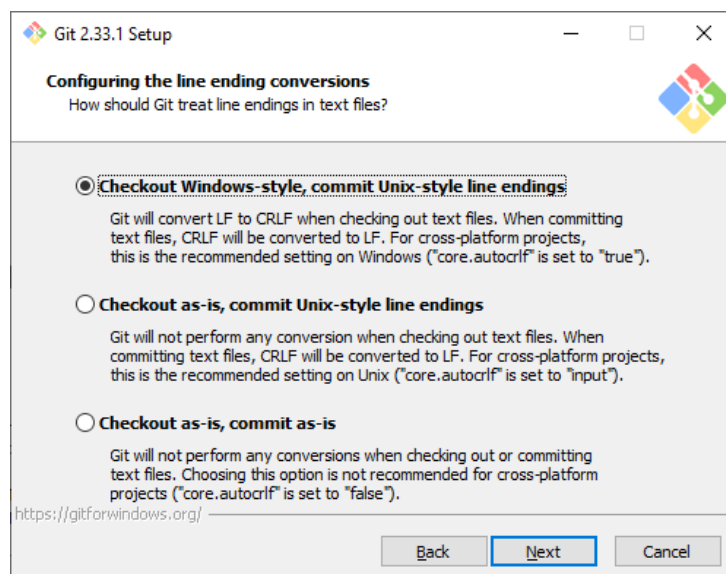 Git 2.33.1 Setup
Configuring the line ending conversions
How should Git treat line endings in text files?
Checkout Windows-style, commit Unix-style line endings
Git will convert LF to CRLF when checking out text files. When committing
text files, CRLF will be converted to LF. For cross-platform projects,
this is the recommended setting on Windows ("core.autocrlf" is set to "true").
Checkout as-is, commit Unix-style line endings
Git will not perform any conversion when checking out text files. When
committing text files, CRLF will be converted to LF. For cross-platform projects,
this is the recommended setting on Unix ("core.autocrlf" is set to "input").
Checkout as-is, commit as-is
Git will not perform any conversions when checking out or committing
text files. Choosing this option is not recommended for cross-platform
projects ("core.autocrlf" is set to "false").
https://gitforwindows.org/
Back Next Cancel